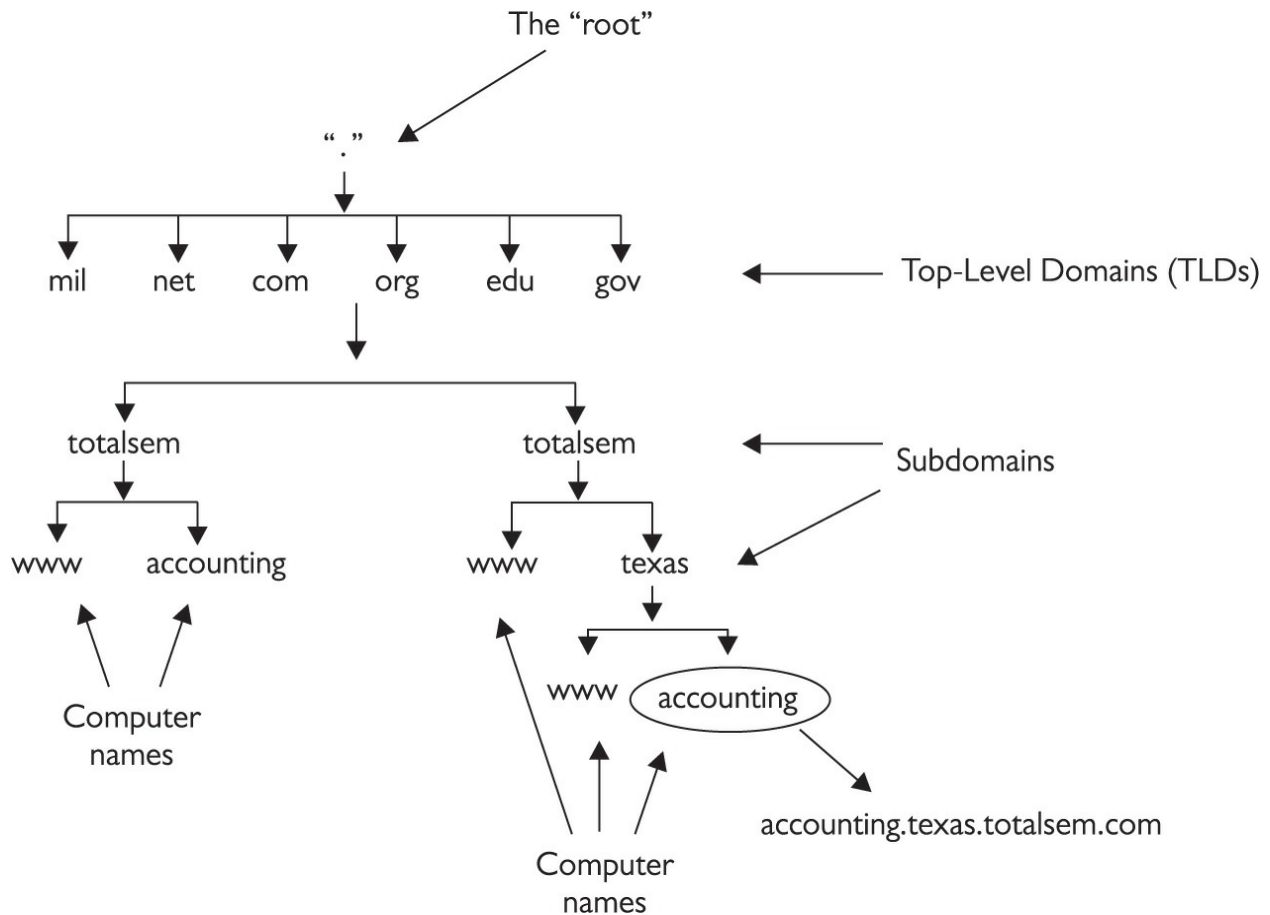 The “root”
“.”
mil net com org edu gov
Top-Level Domains (TLDs)
totalsem totalsem
Subdomains
www accounting www texas
www accounting
Computer
names
accounting.texas.totalsem.com
Computer
names